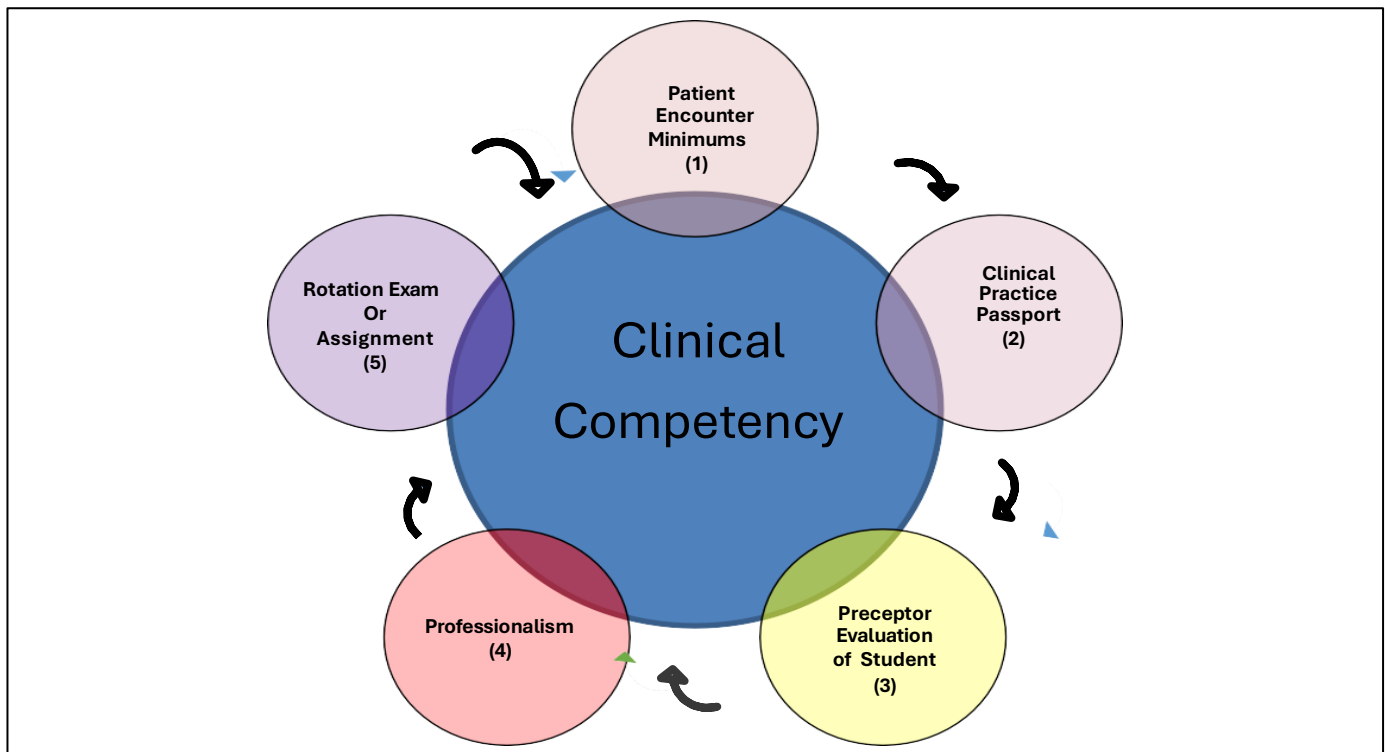 Patient
Encounter
Minimums
(1)
Clinical
Practice
Passport
(2)
Rotation Exam
Or
Assignment
(5)
Clinical
Competency
Professionalism
(4)
Preceptor
Evaluation
of Student
(3)